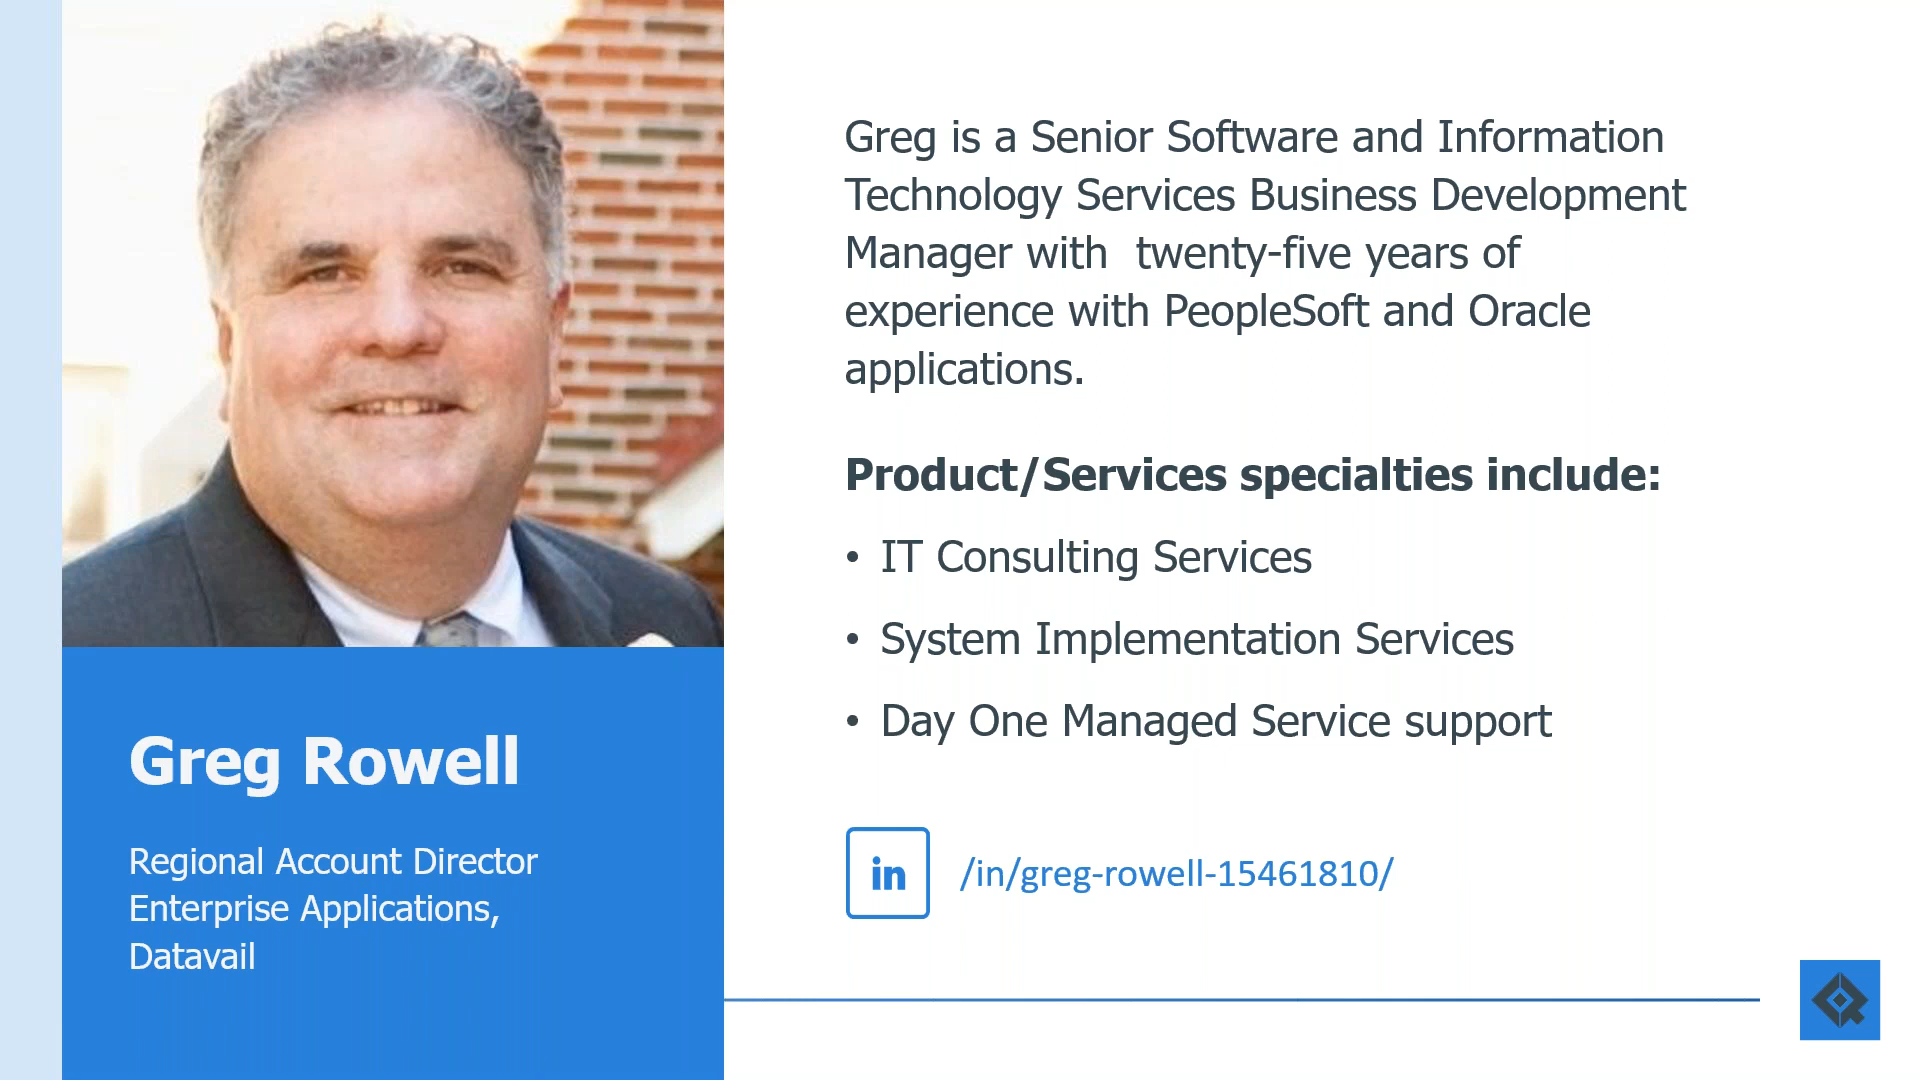 Greg is a Senior Software and Information
Technology Services Business Development
Manager with  twenty-five years of
experience with PeopleSoft and Oracle
applications.
Product/Services specialties include:
• IT Consulting Services
• System Implementation Services
• Day One Managed Service support
in /in/greg-rowell-15461810/
Greg Rowell
Regional Account Director
Enterprise Applications,
Datavail